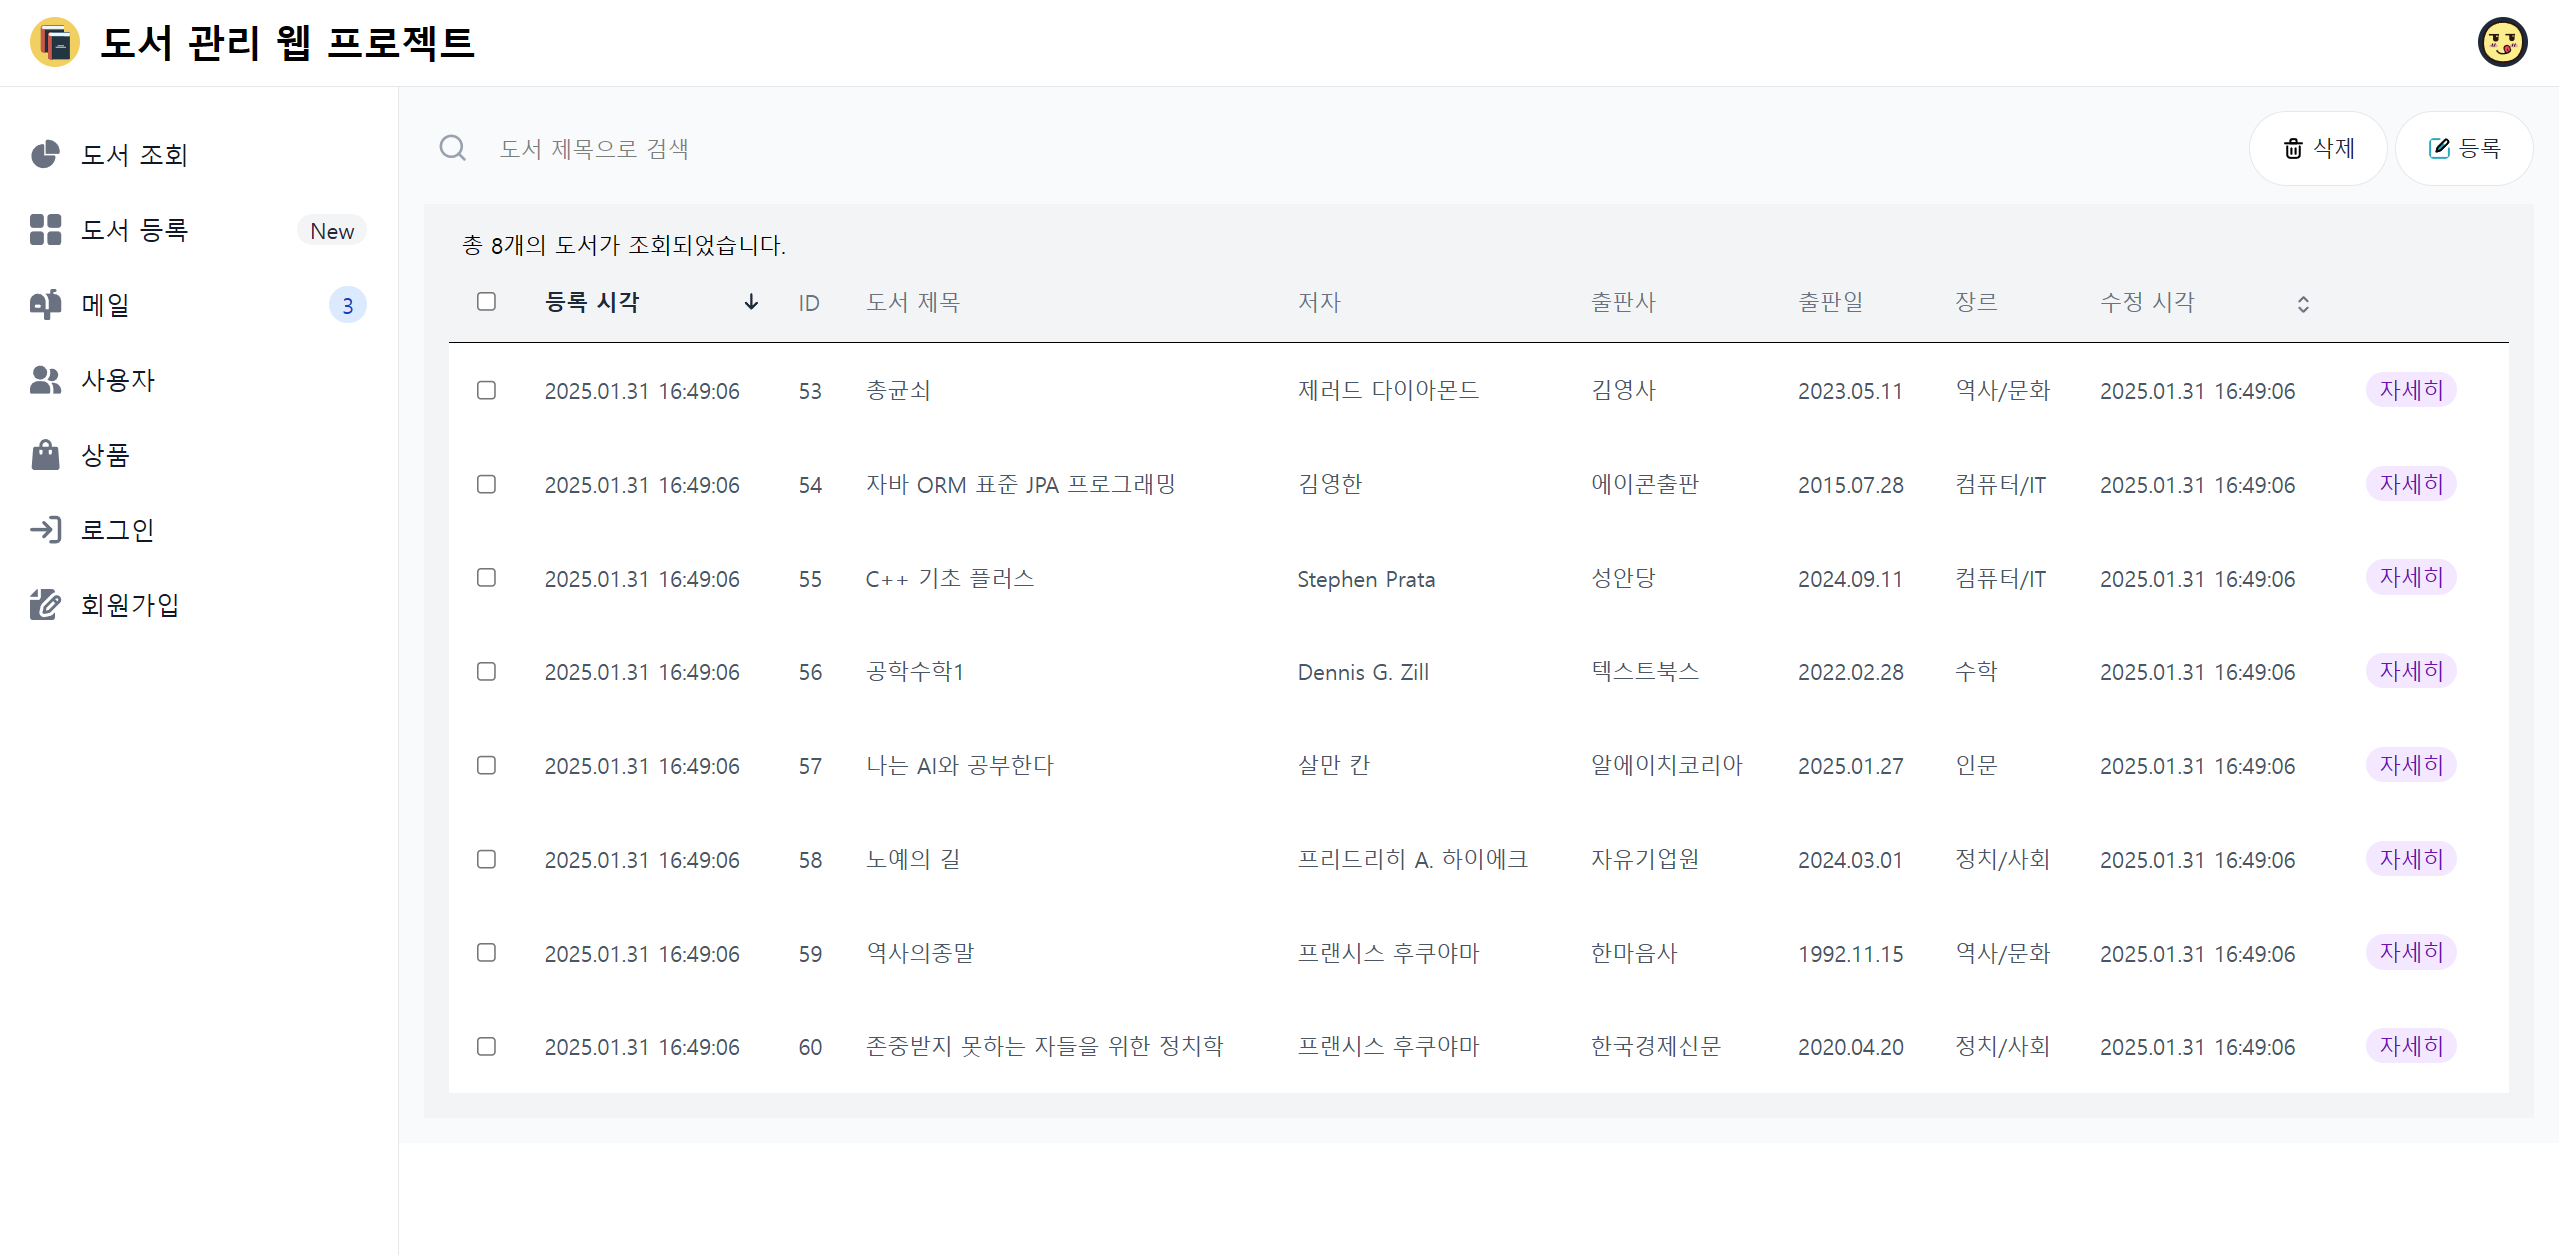 도서 관리 웹 프로젝트
도서 조회
도서 등록 New
메일 3
사용자
상품
로그인
회원가입
도서 제목으로 검색
삭제 등록
총 8개의 도서가 조회되었습니다.
등록 시각 ID 도서 제목 저자 출판사 출판일 장르 수정 시각
2025.01.31 16:49:06 53 총균쇠 제러드 다이아몬드 김영사 2023.05.11 역사/문화 2025.01.31 16:49:06 자세히
2025.01.31 16:49:06 54 자바 ORM 표준 JPA 프로그래밍 김영한 에이콘출판 2015.07.28 컴퓨터/IT 2025.01.31 16:49:06 자세히
2025.01.31 16:49:06 55 C++ 기초 플러스 Stephen Prata 성안당 2024.09.11 컴퓨터/IT 2025.01.31 16:49:06 자세히
2025.01.31 16:49:06 56 공학수학1 Dennis G. Zill 텍스트북스 2022.02.28 수학 2025.01.31 16:49:06 자세히
2025.01.31 16:49:06 57 나는 AI와 공부한다 살만 칸 알에이치코리아 2025.01.27 인문 2025.01.31 16:49:06 자세히
2025.01.31 16:49:06 58 노예의 길 프리드리히 A. 하이에크 자유기업원 2024.03.01 정치/사회 2025.01.31 16:49:06 자세히
2025.01.31 16:49:06 59 역사의종말 프랜시스 후쿠야마 한마음사 1992.11.15 역사/문화 2025.01.31 16:49:06 자세히
2025.01.31 16:49:06 60 존중받지 못하는 자들을 위한 정치학 프랜시스 후쿠야마 한국경제신문 2020.04.20 정치/사회 2025.01.31 16:49:06 자세히